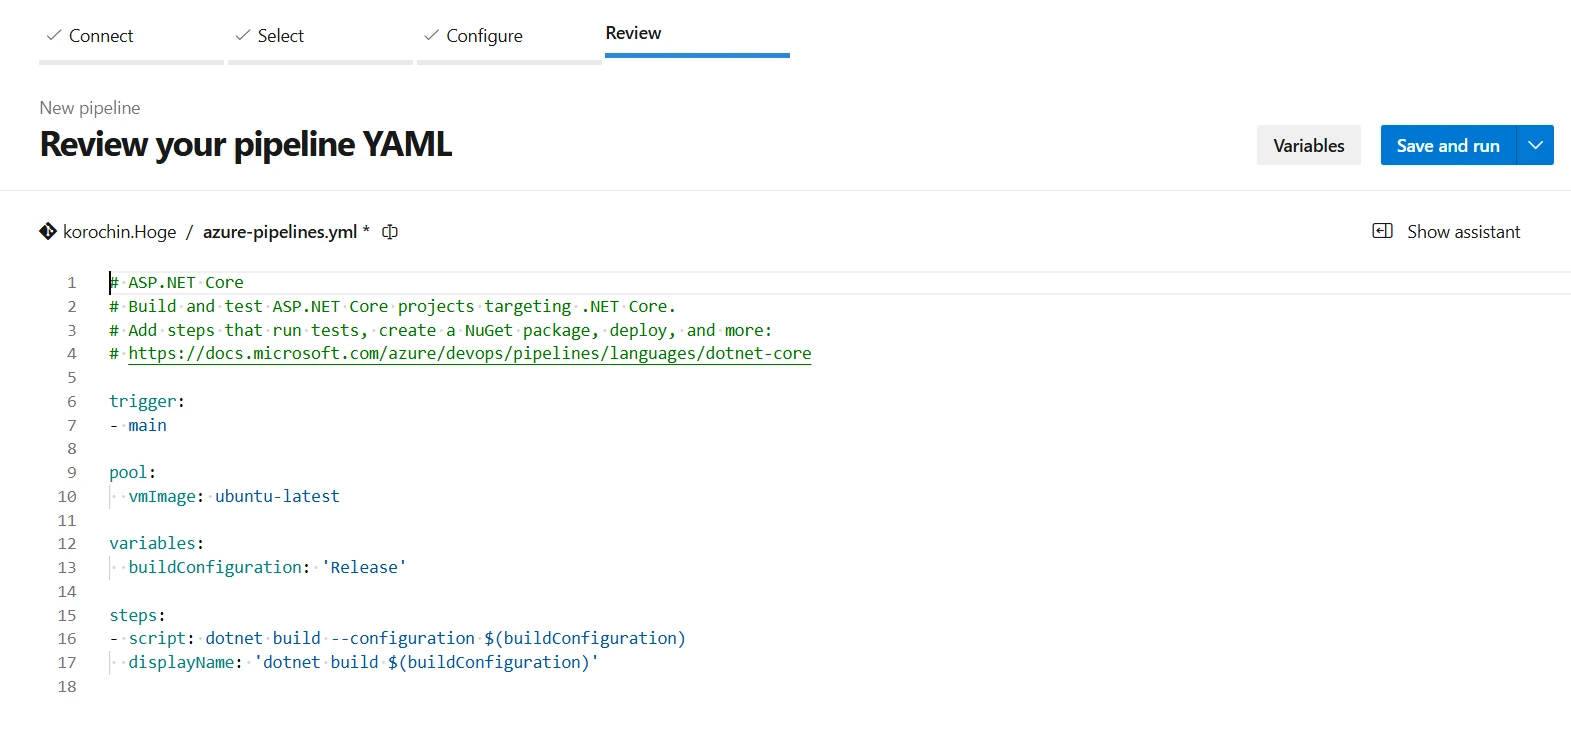 Connect
Select
Configure
Review
New pipeline
Review your pipeline YAML
Variables
Save and run
korochin.Hoge / azure-pipelines.yml *
Show assistant
1 # ASP.NET Core
2 # Build and test ASP.NET Core projects targeting .NET Core.
3 # Add steps that run tests, create a NuGet package, deploy, and more:
4 # https://docs.microsoft.com/azure/devops/pipelines/languages/dotnet-core
5
6 trigger:
7 - main
8
9 pool:
10   vmImage: ubuntu-latest
11
12 variables:
13   buildConfiguration: 'Release'
14
15 steps:
16 - script: dotnet build --configuration $(buildConfiguration)
17   displayName: 'dotnet build $(buildConfiguration)'
18